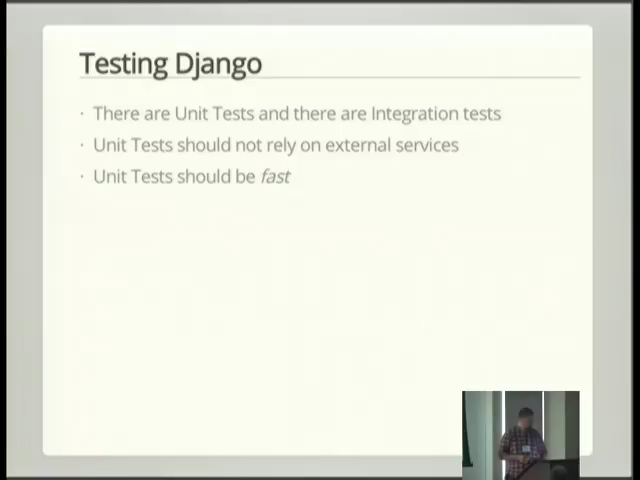 Testing Django
· There are Unit Tests and there are Integration tests
· Unit Tests should not rely on external services
· Unit Tests should be fast